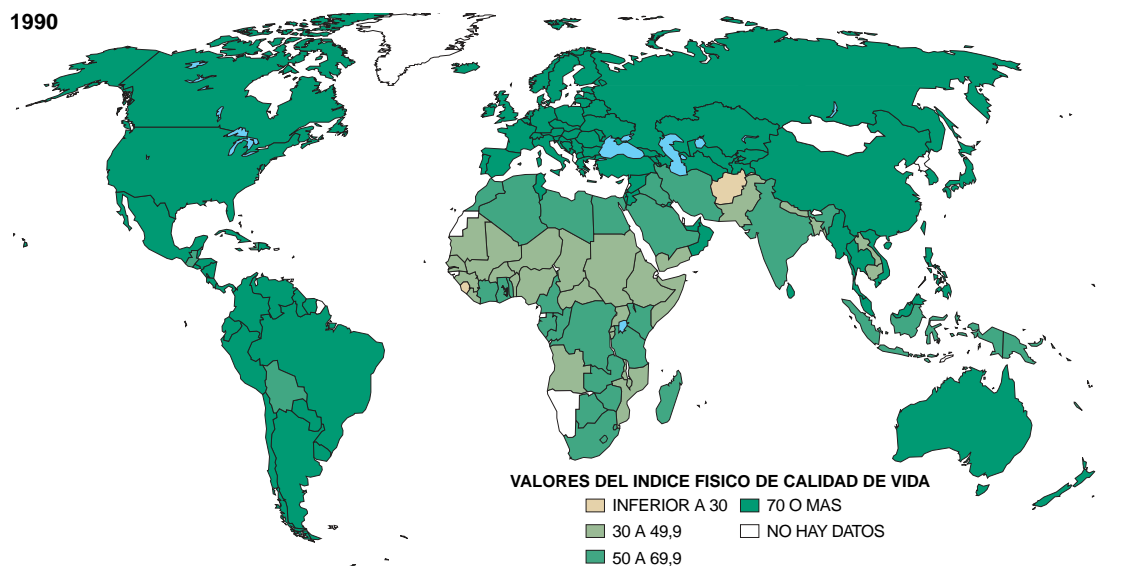 1990
VALORES DEL INDICE FISICO DE CALIDAD DE VIDA
INFERIOR A 30
70 O MAS
30 A 49,9
NO HAY DATOS
50 A 69,9